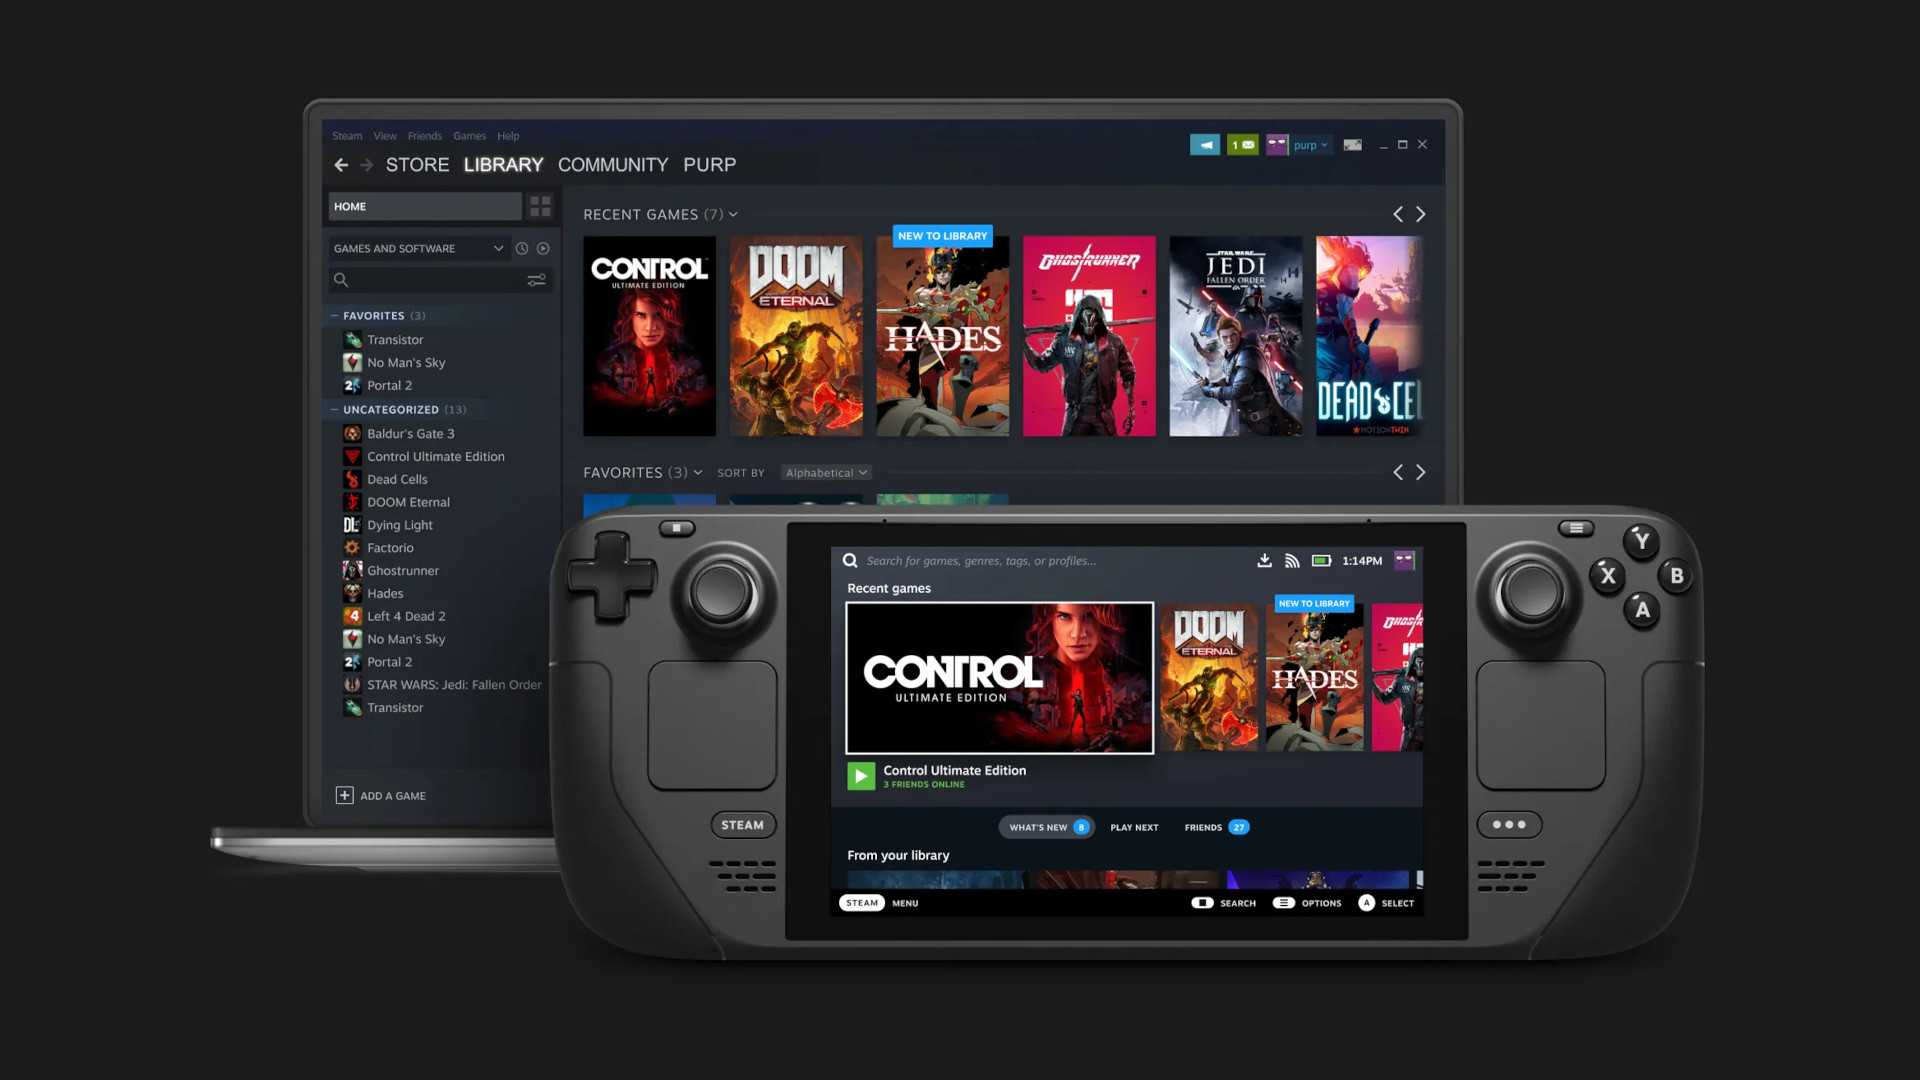 Steam View Friends Games Help
1 purp
STORE LIBRARY COMMUNITY PURP
HOME
GAMES AND SOFTWARE
FAVORITES (3)
Transistor
No Man's Sky
Portal 2
UNCATEGORIZED (13)
Baldur's Gate 3
Control Ultimate Edition
Dead Cells
DOOM Eternal
Dying Light
Factorio
Ghostrunner
Hades
Left 4 Dead 2
No Man's Sky
Portal 2
STAR WARS: Jedi: Fallen Order
Transistor
ADD A GAME
RECENT GAMES (7)
CONTROL
ULTIMATE EDITION
DOOM
ETERNAL
NEW TO LIBRARY
HADES
GHOSTRUNNER
STAR WARS
JEDI
FALLEN ORDER
DEAD CEL
MOTIONTWIN
FAVORITES (3) SORT BY Alphabetical
Search for games, genres, tags, or profiles...
1:14PM
Recent games
CONTROL
ULTIMATE EDITION
DOOM
ETERNAL
NEW TO LIBRARY
HADES
Control Ultimate Edition
3 FRIENDS ONLINE
WHAT'S NEW 8 PLAY NEXT FRIENDS 27
From your library
STEAM MENU SEARCH OPTIONS A SELECT
STEAM
Y
X
B
A